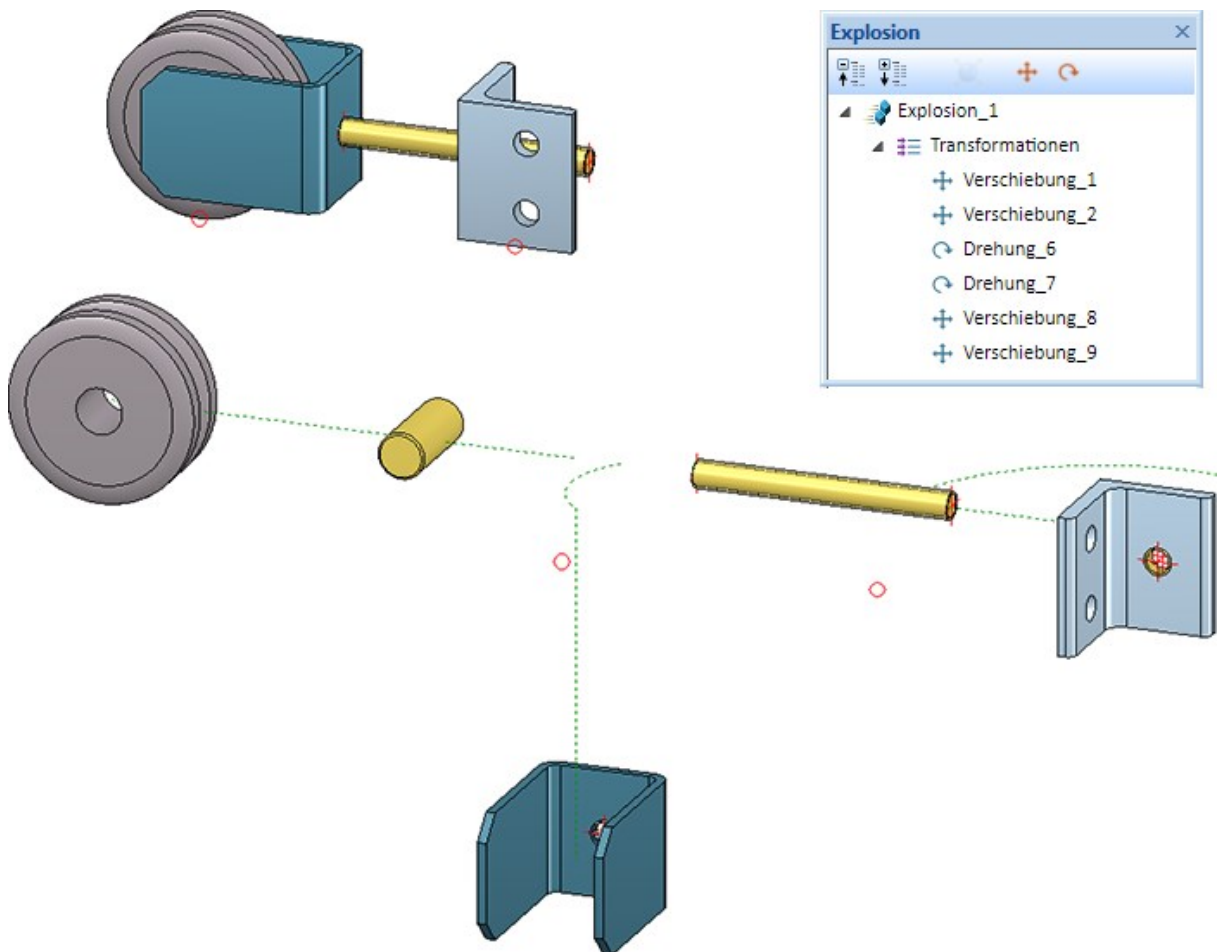 Explosion
Explosion_1
Transformationen
Verschiebung_1
Verschiebung_2
Drehung_6
Drehung_7
Verschiebung_8
Verschiebung_9